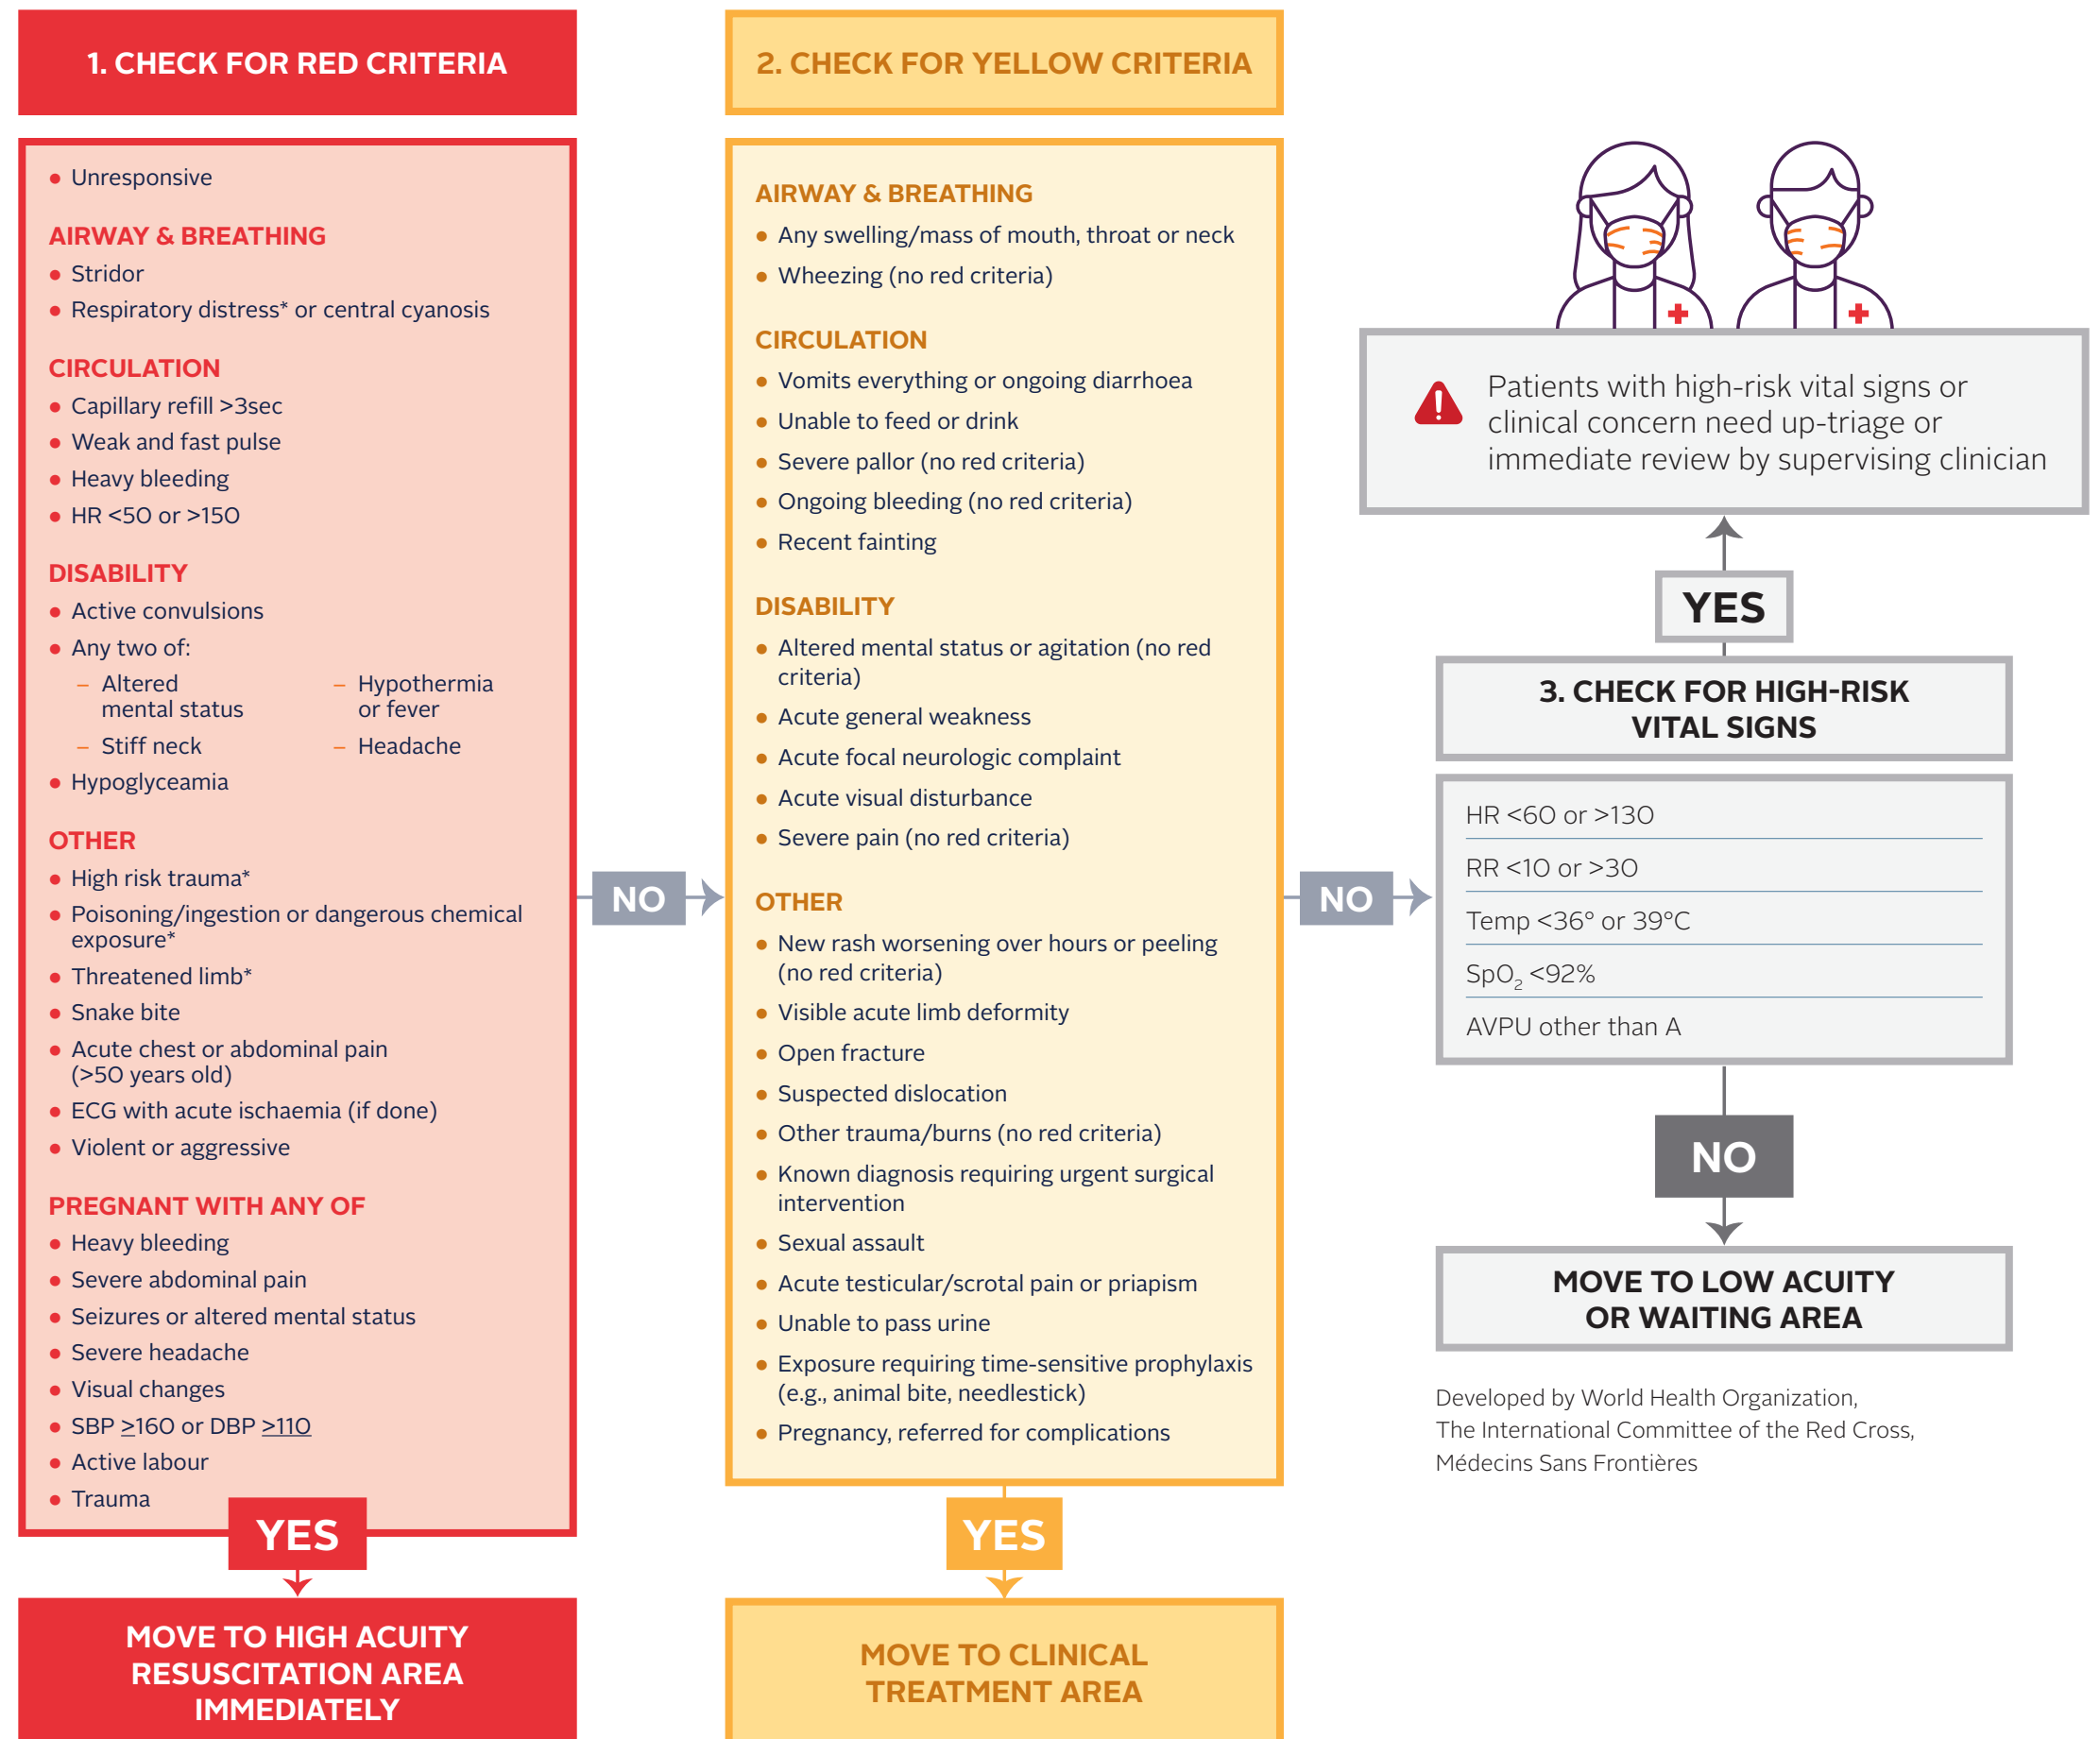 1. CHECK FOR RED CRITERIA
● Unresponsive
AIRWAY & BREATHING
● Stridor
● Respiratory distress* or central cyanosis
CIRCULATION
● Capillary refill >3sec
● Weak and fast pulse
● Heavy bleeding
● HR <50 or >150
DISABILITY
● Active convulsions
● Any two of:
– Altered
mental status
– Stiff neck
– Hypothermia
or fever
– Headache
● Hypoglyceamia
OTHER
● High risk trauma*
● Poisoning/ingestion or dangerous chemical
exposure*
● Threatened limb*
● Snake bite
● Acute chest or abdominal pain
(>50 years old)
● ECG with acute ischaemia (if done)
● Violent or aggressive
PREGNANT WITH ANY OF
● Heavy bleeding
● Severe abdominal pain
● Seizures or altered mental status
● Severe headache
● Visual changes
● SBP >160 or DBP >110
● Active labour
● Trauma
YES
MOVE TO HIGH ACUITY
RESUSCITATION AREA
IMMEDIATELY
NO
2. CHECK FOR YELLOW CRITERIA
AIRWAY & BREATHING
● Any swelling/mass of mouth, throat or neck
● Wheezing (no red criteria)
CIRCULATION
● Vomits everything or ongoing diarrhoea
● Unable to feed or drink
● Severe pallor (no red criteria)
● Ongoing bleeding (no red criteria)
● Recent fainting
DISABILITY
● Altered mental status or agitation (no red
criteria)
● Acute general weakness
● Acute focal neurologic complaint
● Acute visual disturbance
● Severe pain (no red criteria)
OTHER
● New rash worsening over hours or peeling
(no red criteria)
● Visible acute limb deformity
● Open fracture
● Suspected dislocation
● Other trauma/burns (no red criteria)
● Known diagnosis requiring urgent surgical
intervention
● Sexual assault
● Acute testicular/scrotal pain or priapism
● Unable to pass urine
● Exposure requiring time-sensitive prophylaxis
(e.g., animal bite, needlestick)
● Pregnancy, referred for complications
YES
MOVE TO CLINICAL
TREATMENT AREA
NO
Patients with high-risk vital signs or
clinical concern need up-triage or
immediate review by supervising clinician
YES
3. CHECK FOR HIGH-RISK
VITAL SIGNS
HR <60 or >130
RR <10 or >30
Temp <36° or 39°C
SpO₂ <92%
AVPU other than A
NO
MOVE TO LOW ACUITY
OR WAITING AREA
Developed by World Health Organization,
The International Committee of the Red Cross,
Médecins Sans Frontières